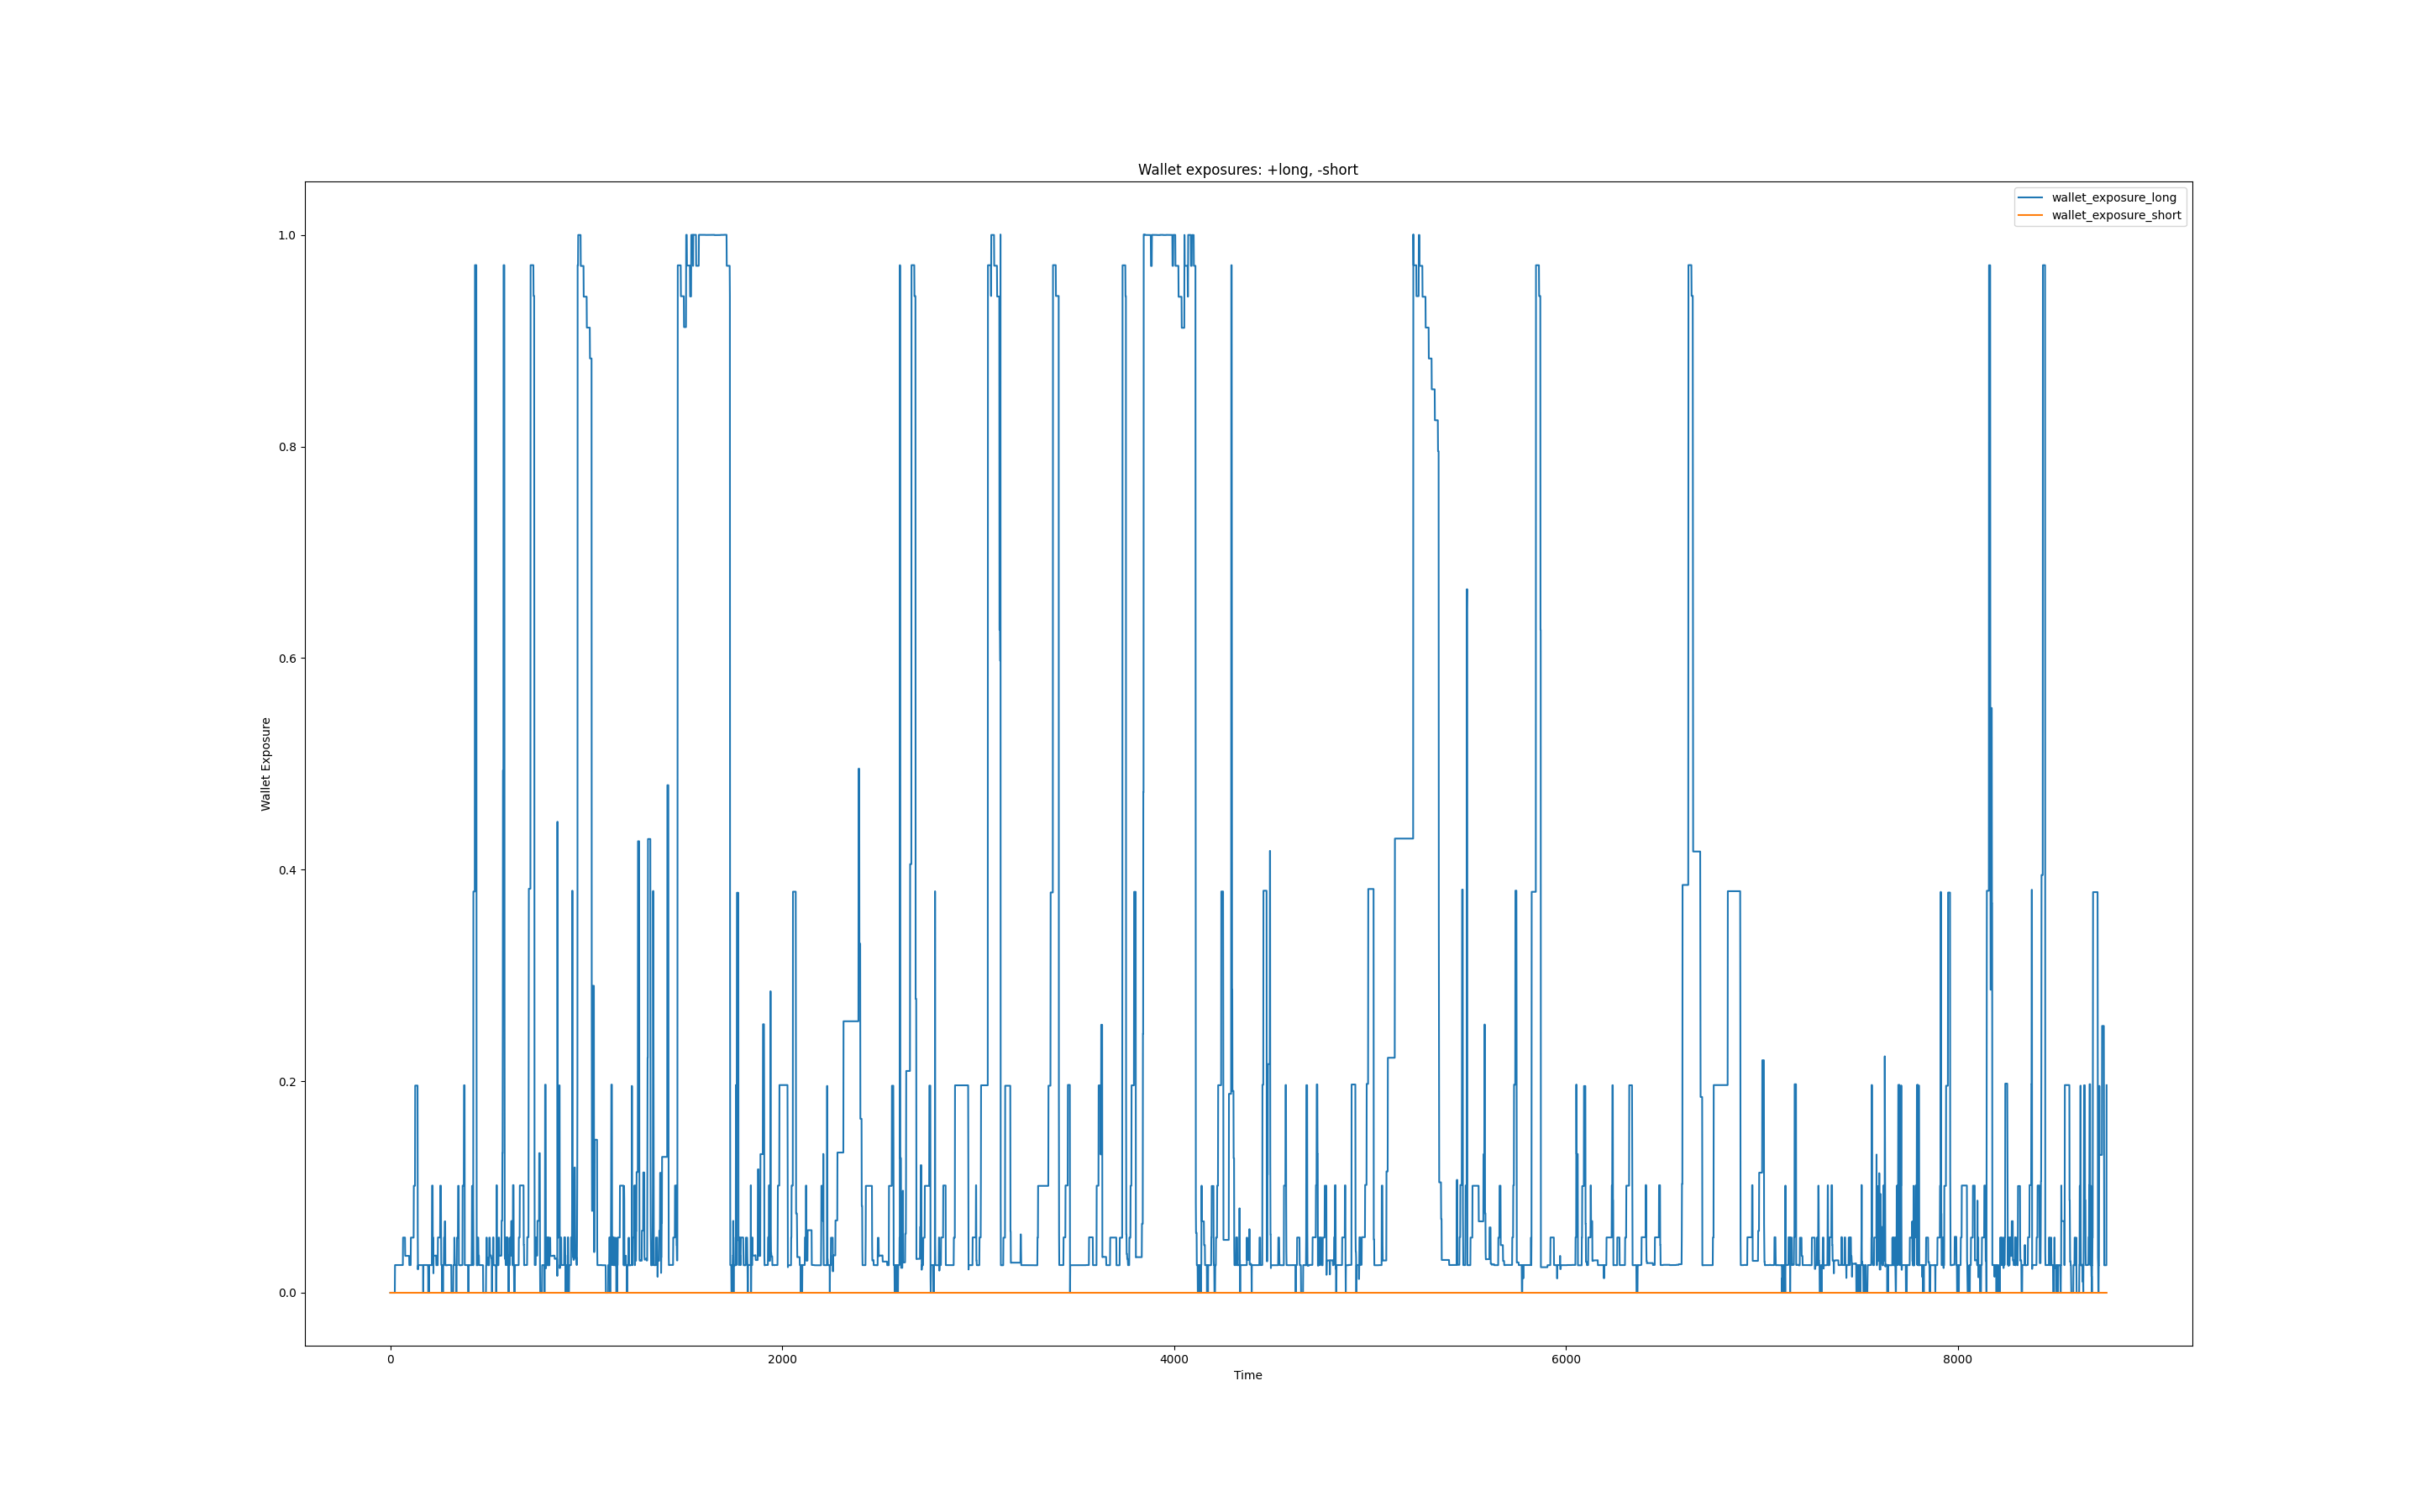 Wallet exposures: +long, -short
wallet_exposure_long
wallet_exposure_short
1.0
0.8
0.6
0.4
0.2
0.0
Wallet Exposure
0 2000 4000 6000 8000
Time